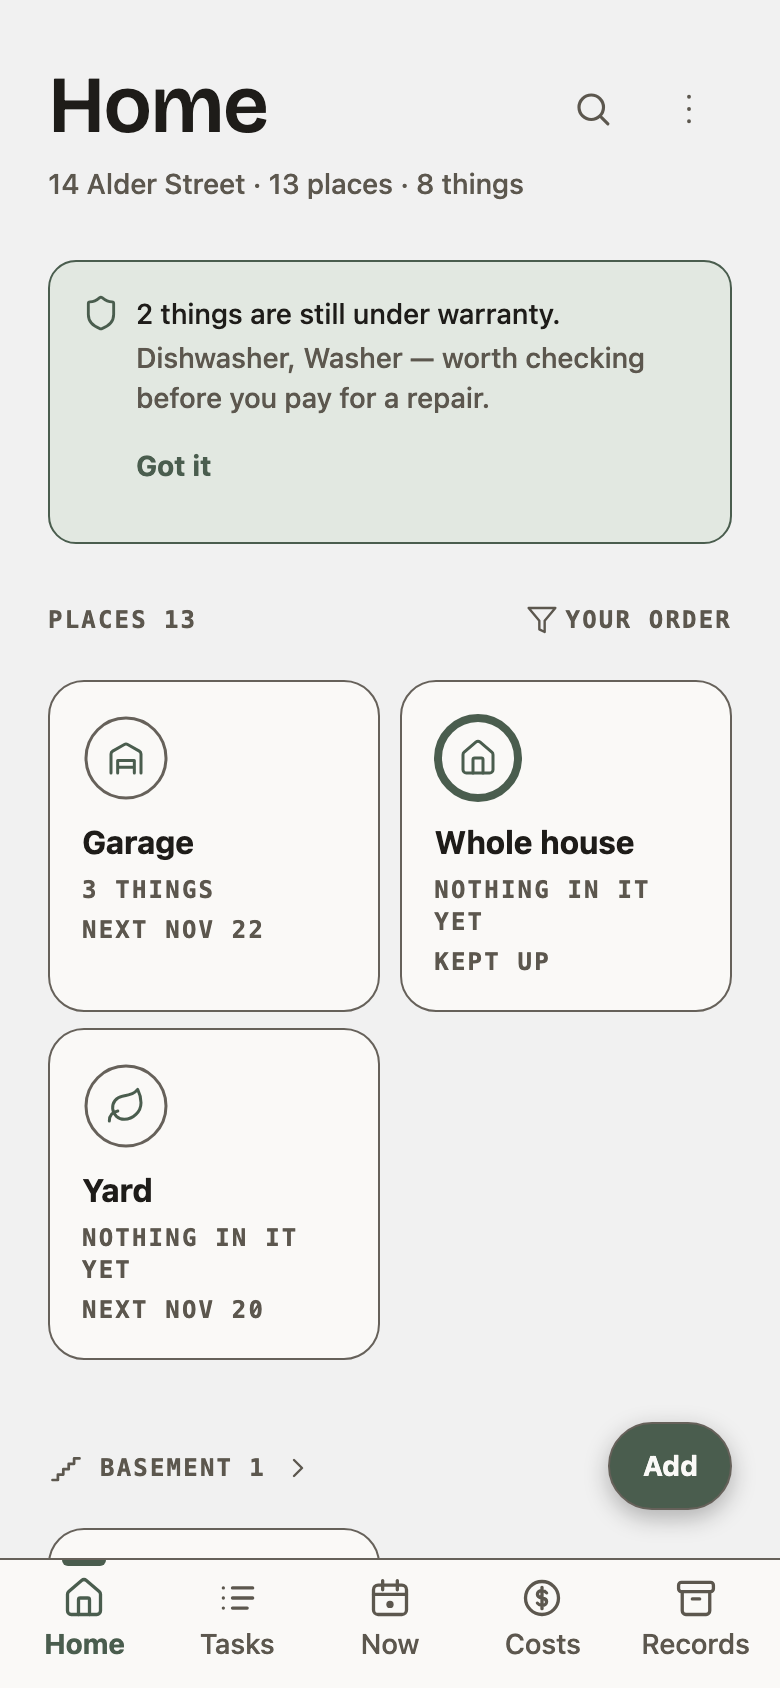 Home
14 Alder Street · 13 places · 8 things
2 things are still under warranty.
Dishwasher, Washer — worth checking
before you pay for a repair.
Got it
PLACES 13
YOUR ORDER
Garage
3 THINGS
NEXT NOV 22
Whole house
NOTHING IN IT
YET
KEPT UP
Yard
NOTHING IN IT
YET
NEXT NOV 20
BASEMENT 1
Add
Home
Tasks
Now
Costs
Records